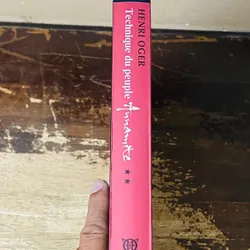 HENRI OGER
Technique du peuple Annamite
**